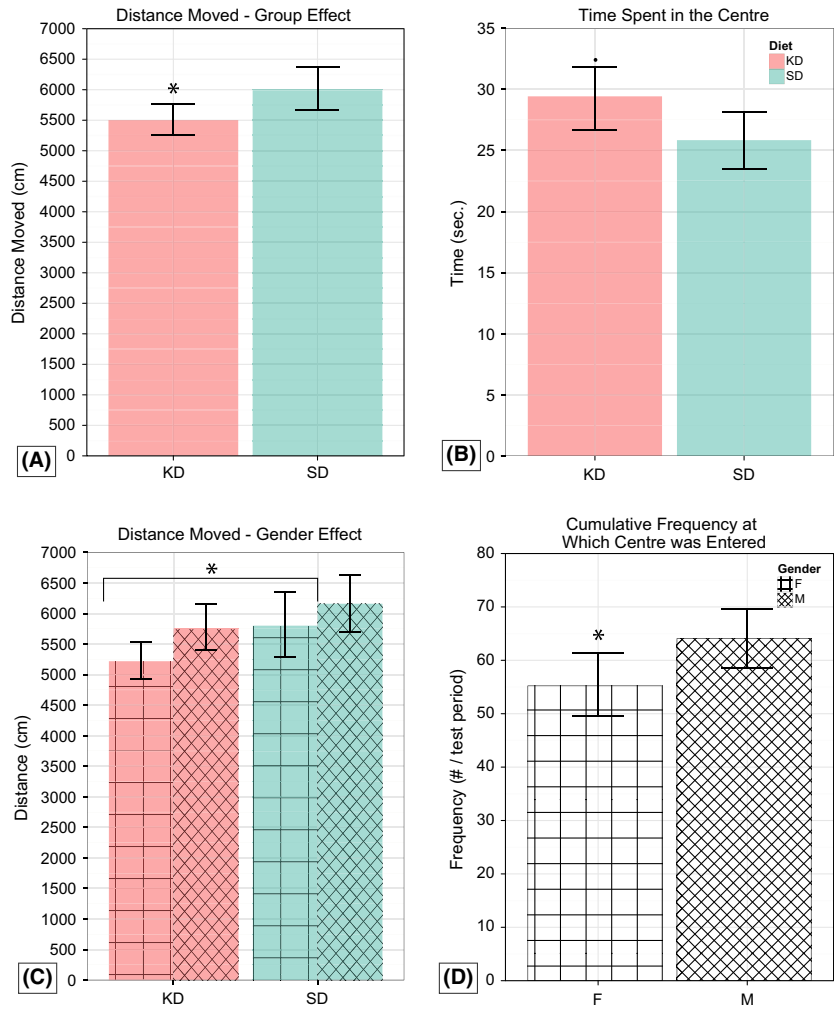 Distance Moved - Group Effect
Distance Moved (cm)
7000
6500
6000
5500
5000
4500
4000
3500
3000
2500
2000
1500
1000
500
0
*
KD
SD
(A)
Time Spent in the Centre
Time (sec.)
35
30
25
20
15
10
5
0
Diet
KD
SD
KD
SD
(B)
Distance Moved - Gender Effect
Distance (cm)
7000
6500
6000
5500
5000
4500
4000
3500
3000
2500
2000
1500
1000
500
0
*
KD
SD
(C)
Cumulative Frequency at
Which Centre was Entered
Frequency (# / test period)
80
70
60
50
40
30
20
10
0
Gender
F
M
*
F
M
(D)